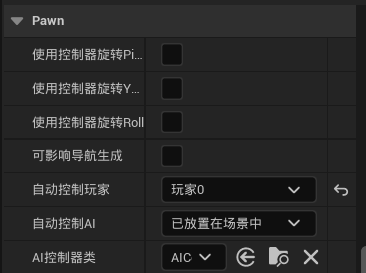 Pawn
使用控制器旋转Pi...
使用控制器旋转Y...
使用控制器旋转Roll
可影响导航生成
自动控制玩家 玩家0
自动控制AI 已放置在场景中
AI控制器类 AIC